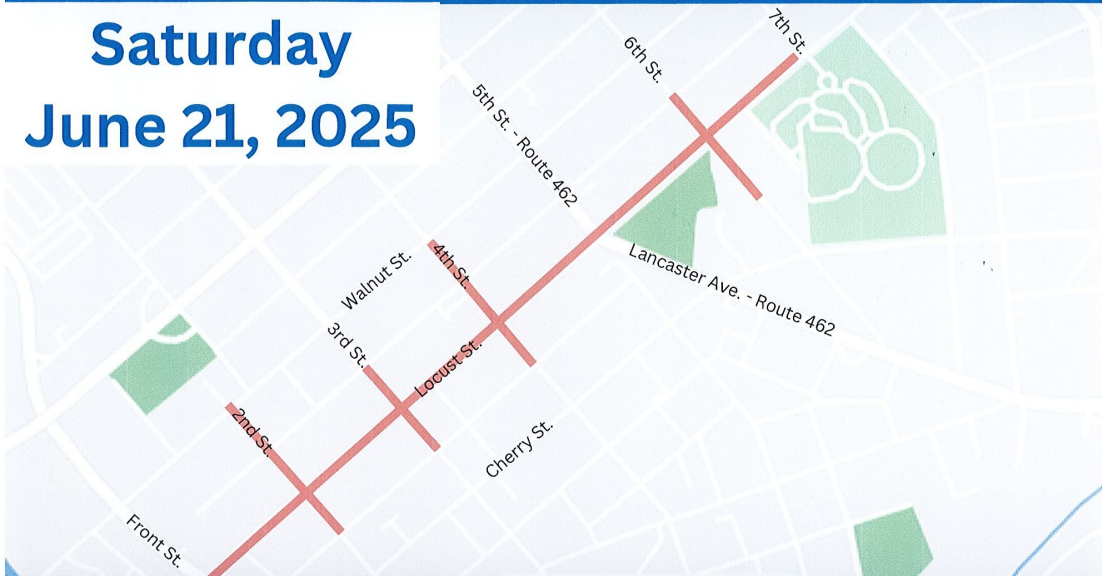 Saturday
June 21, 2025
7th St.
6th St.
5th St. - Route 462
Lancaster Ave. - Route 462
Walnut St.
4th St.
3rd St.
Locust St.
Cherry St.
2nd St.
Front St.